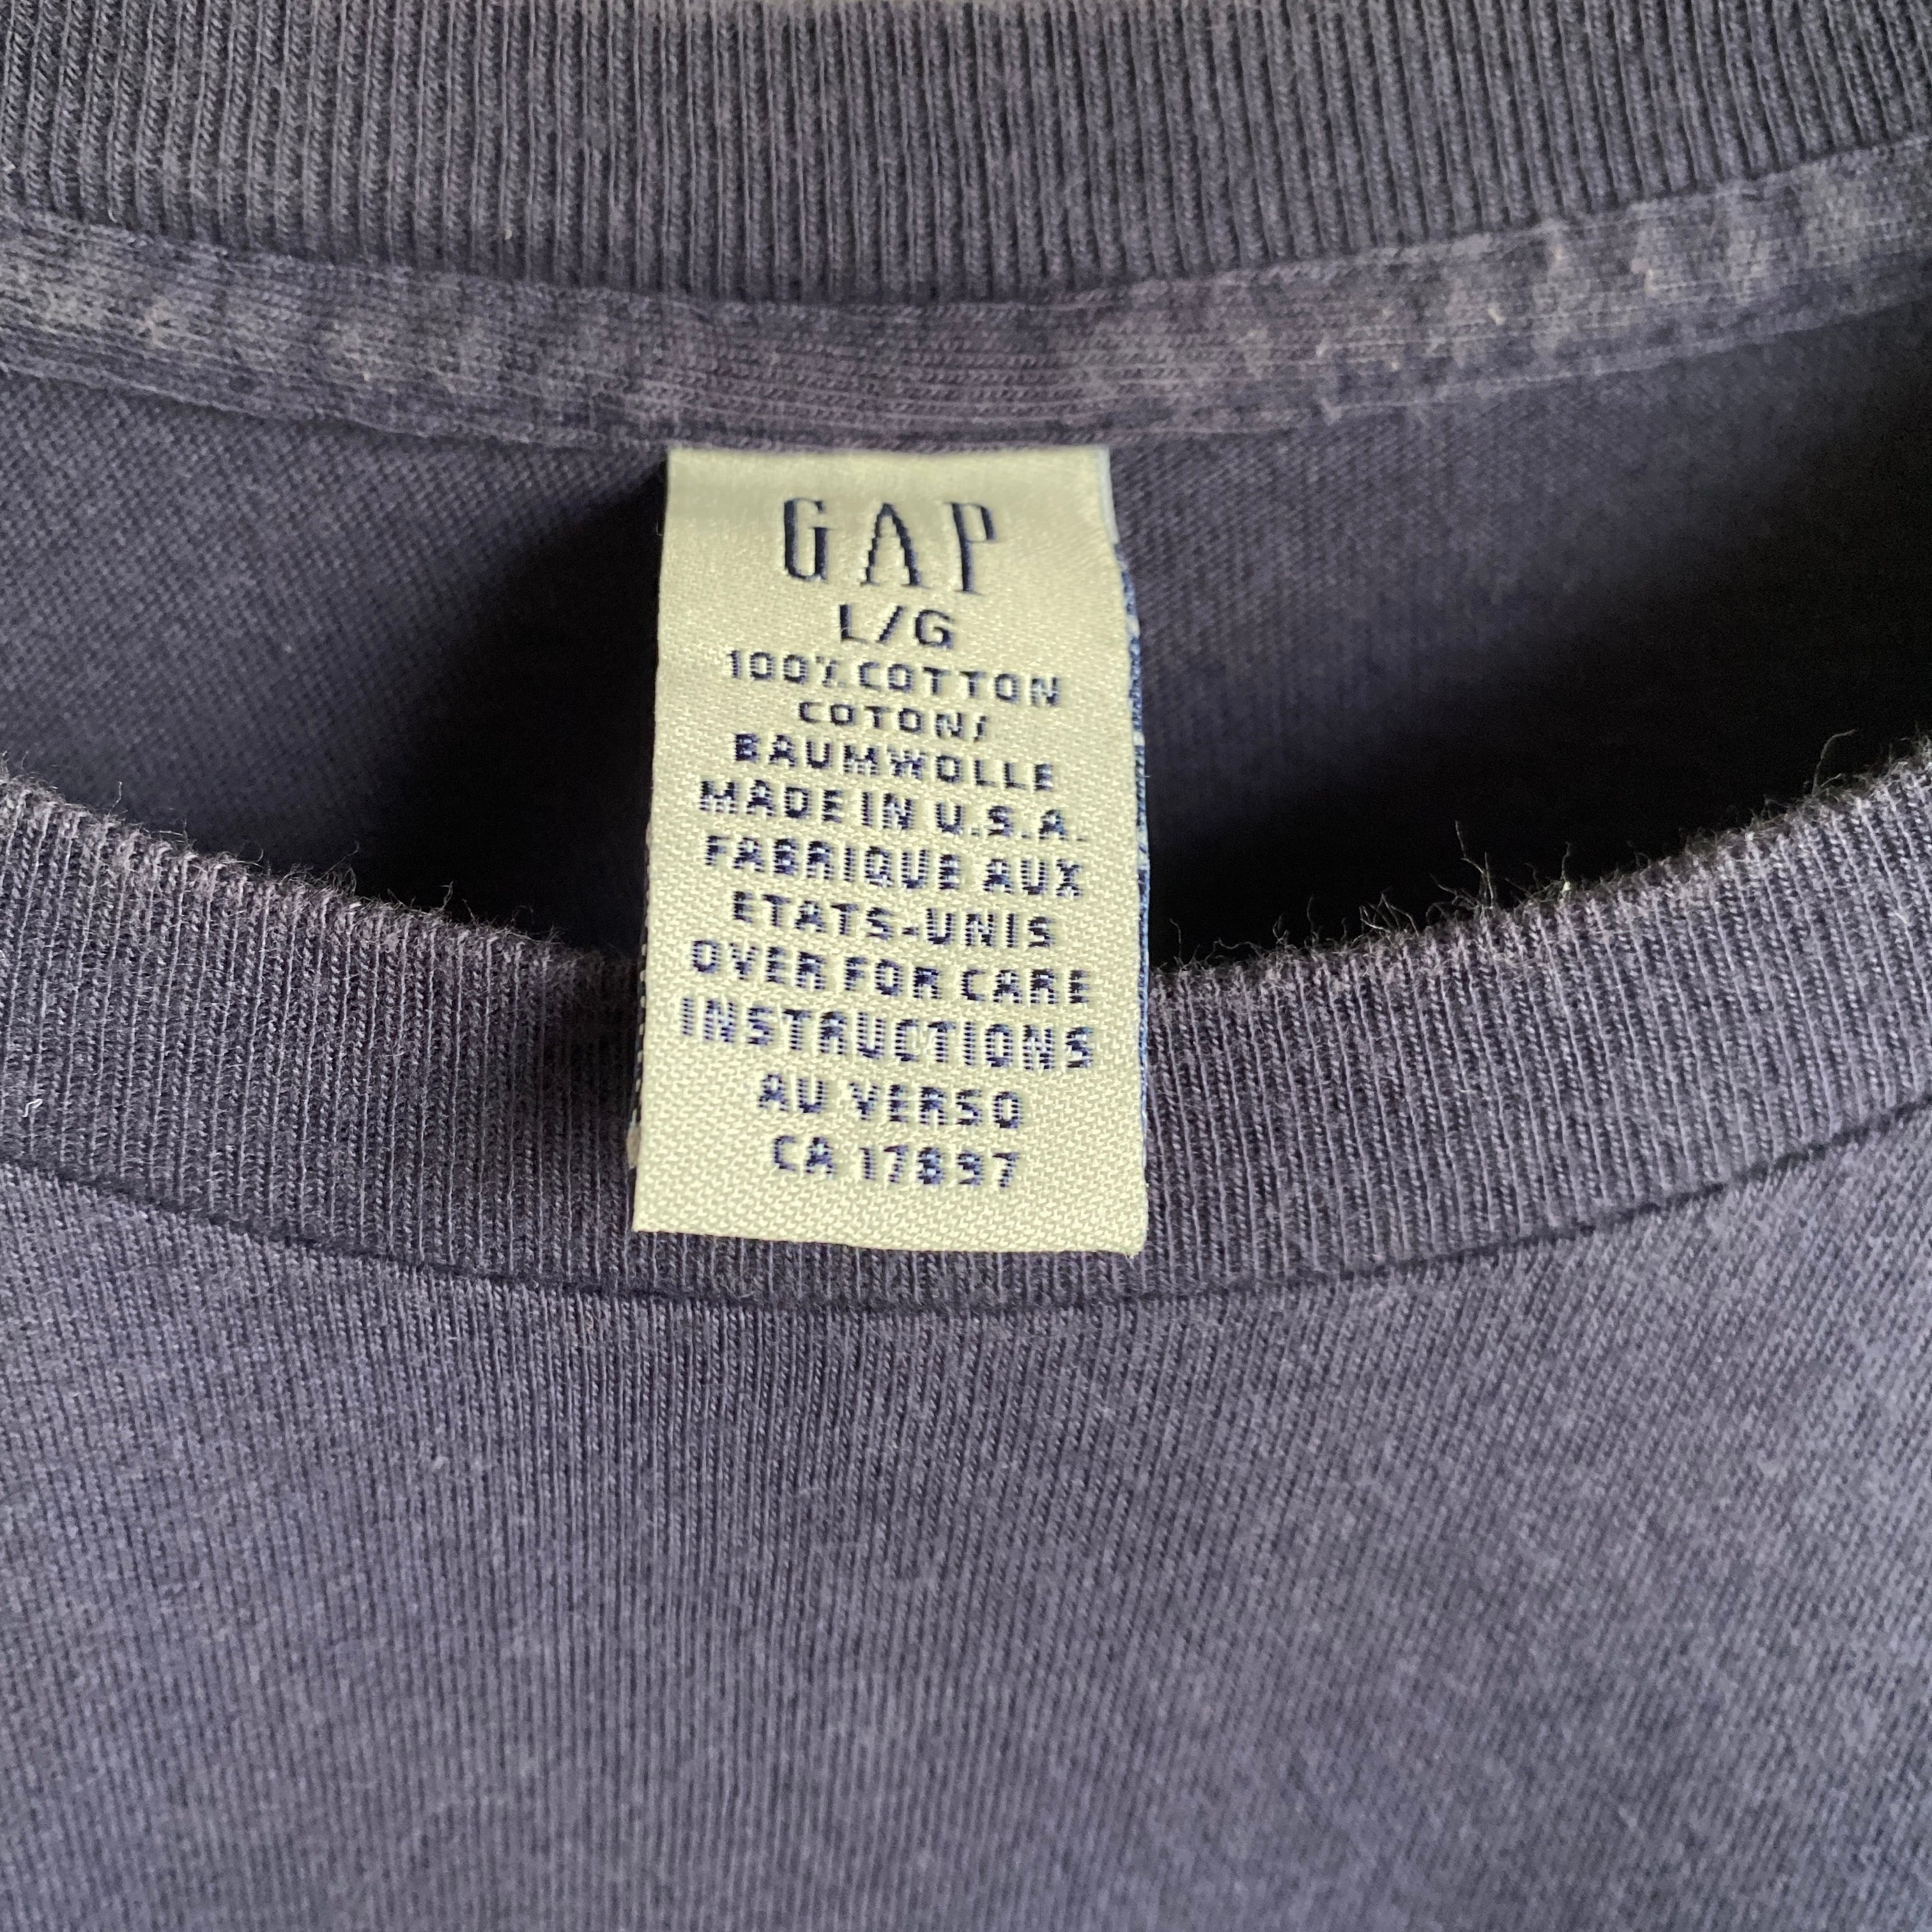 GAP
L/G
100% COTTON
COTON/
BAUMWOLLE
MADE IN U.S.A.
FABRIQUE AUX
ETATS-UNIS
OVER FOR CARE
INSTRUCTIONS
AU VERSO
CA 17897